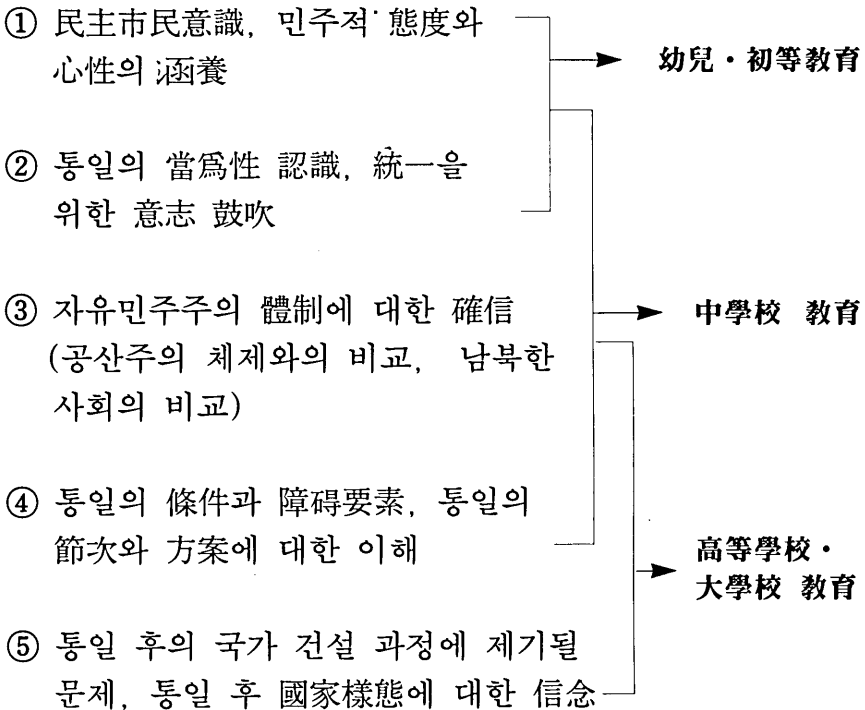 ① 民主市民意識, 민주적 態度와
心性의 涵養
幼兒・初等敎育
② 통일의 當爲性 認識, 統一을
위한 意志 鼓吹
③ 자유민주주의 體制에 대한 確信
(공산주의 체제와의 비교, 남북한
사회의 비교)
中學校 敎育
④ 통일의 條件과 障碍要素, 통일의
節次와 方案에 대한 이해
高等學校・
大學校 敎育
⑤ 통일 후의 국가 건설 과정에 제기될
문제, 통일 후 國家樣態에 대한 信念